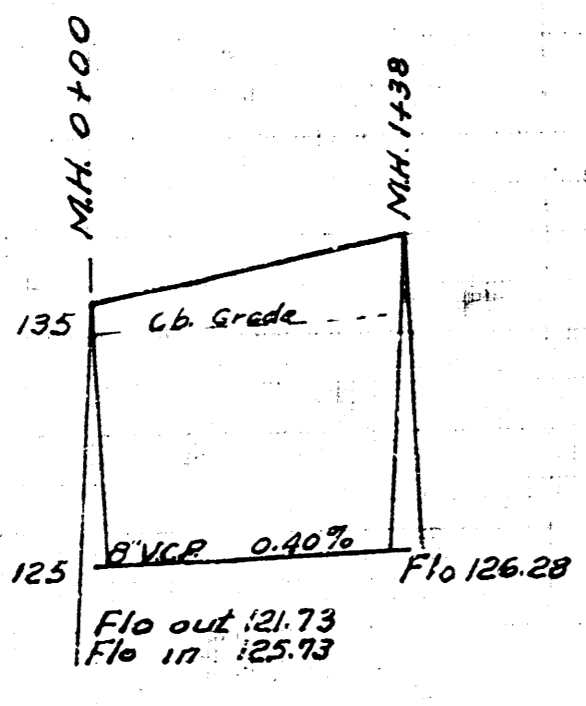 M.H. 0+00
M.H. 1+38
135
Cb. Grade
8" V.C.P. 0.40%
125
Flo 126.28
Flo out 121.73
Flo in 125.73